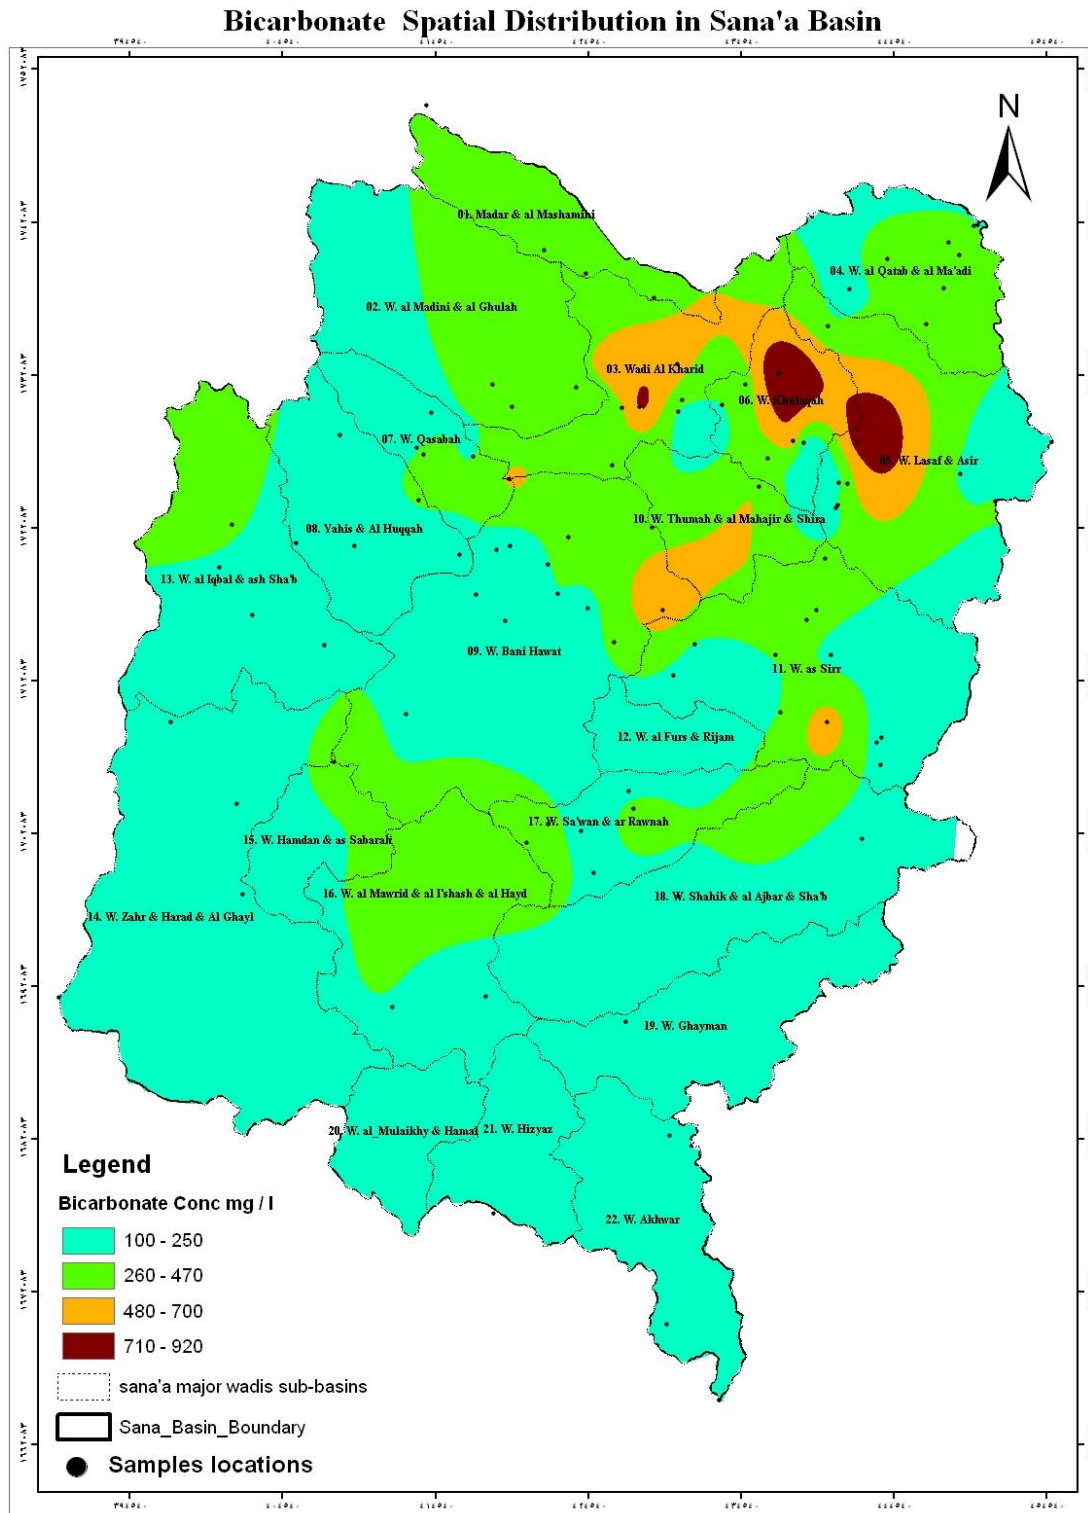 Bicarbonate  Spatial Distribution in Sana'a Basin
N
01. Madar & al Mashamini
04. W. al Qatab & al Ma'adi
02. W. al Madini & al Ghulah
03. Wadi Al Kharid
06. W. Khulaqah
07. W. Qasabah
05. W. Lasaf & Asir
10. W. Thumah & al Mahajir & Shira
08. Yahis & Al Huqqah
13. W. al Iqbal & ash Sha'b
09. W. Bani Hawat
11. W. as Sirr
12. W. al Furs & Rijam
17. W. Sa'wan & ar Rawnah
15. W. Hamdan & as Sabarah
16. W. al Mawrid & al I'shash & al Hayd
18. W. Shahik & al Ajbar & Sha'b
14. W. Zahr & Harad & Al Ghayl
19. W. Ghayman
20. W. al_Mulaikhy & Hamal
21. W. Hizyaz
22. W. Akhwar
Legend
Bicarbonate Conc mg / l
100 - 250
260 - 470
480 - 700
710 - 920
sana'a major wadis sub-basins
Sana_Basin_Boundary
Samples locations